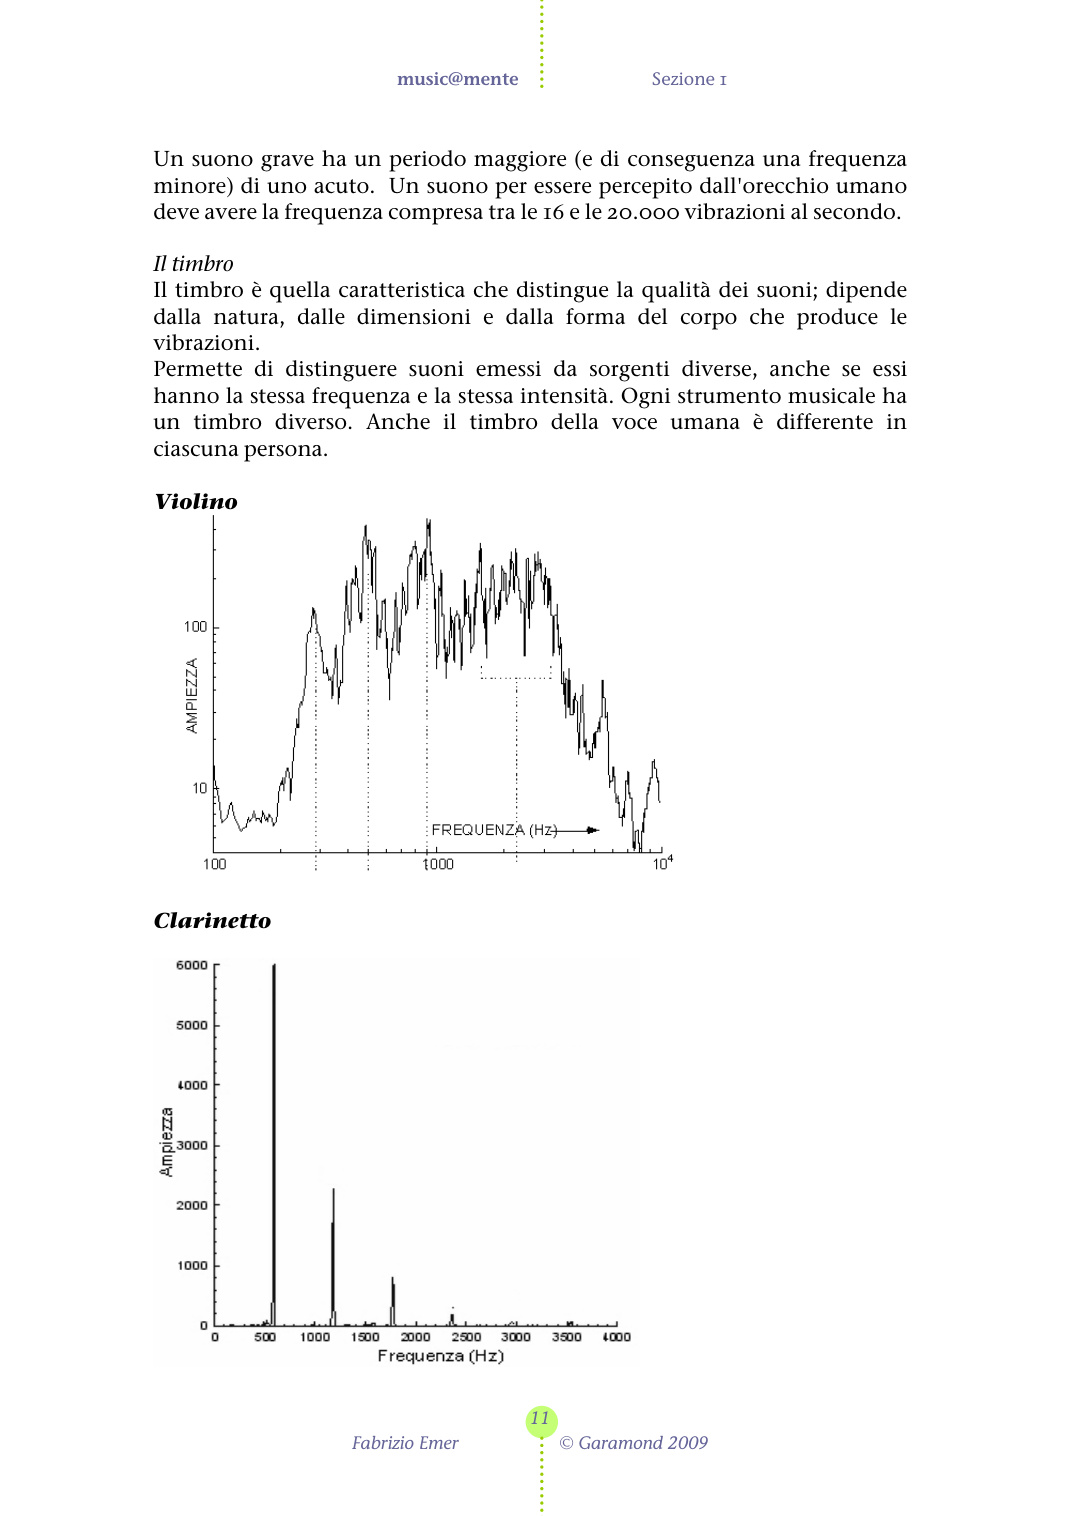 music@mente
Sezione 1
Un suono grave ha un periodo maggiore (e di conseguenza una frequenza
minore) di uno acuto. Un suono per essere percepito dall'orecchio umano
deve avere la frequenza compresa tra le 16 e le 20.000 vibrazioni al secondo.
Il timbro
Il timbro è quella caratteristica che distingue la qualità dei suoni; dipende
dalla natura, dalle dimensioni e dalla forma del corpo che produce le
vibrazioni.
Permette di distinguere suoni emessi da sorgenti diverse, anche se essi
hanno la stessa frequenza e la stessa intensità. Ogni strumento musicale ha
un timbro diverso. Anche il timbro della voce umana è differente in
ciascuna persona.
Violino
100
AMPIEZZA
10
FREQUENZA (Hz)
100 1000 10⁴
Clarinetto
6000
5000
4000
Ampiezza
3000
2000
1000
0
0 500 1000 1500 2000 2500 3000 3500 4000
Frequenza (Hz)
11
Fabrizio Emer
© Garamond 2009